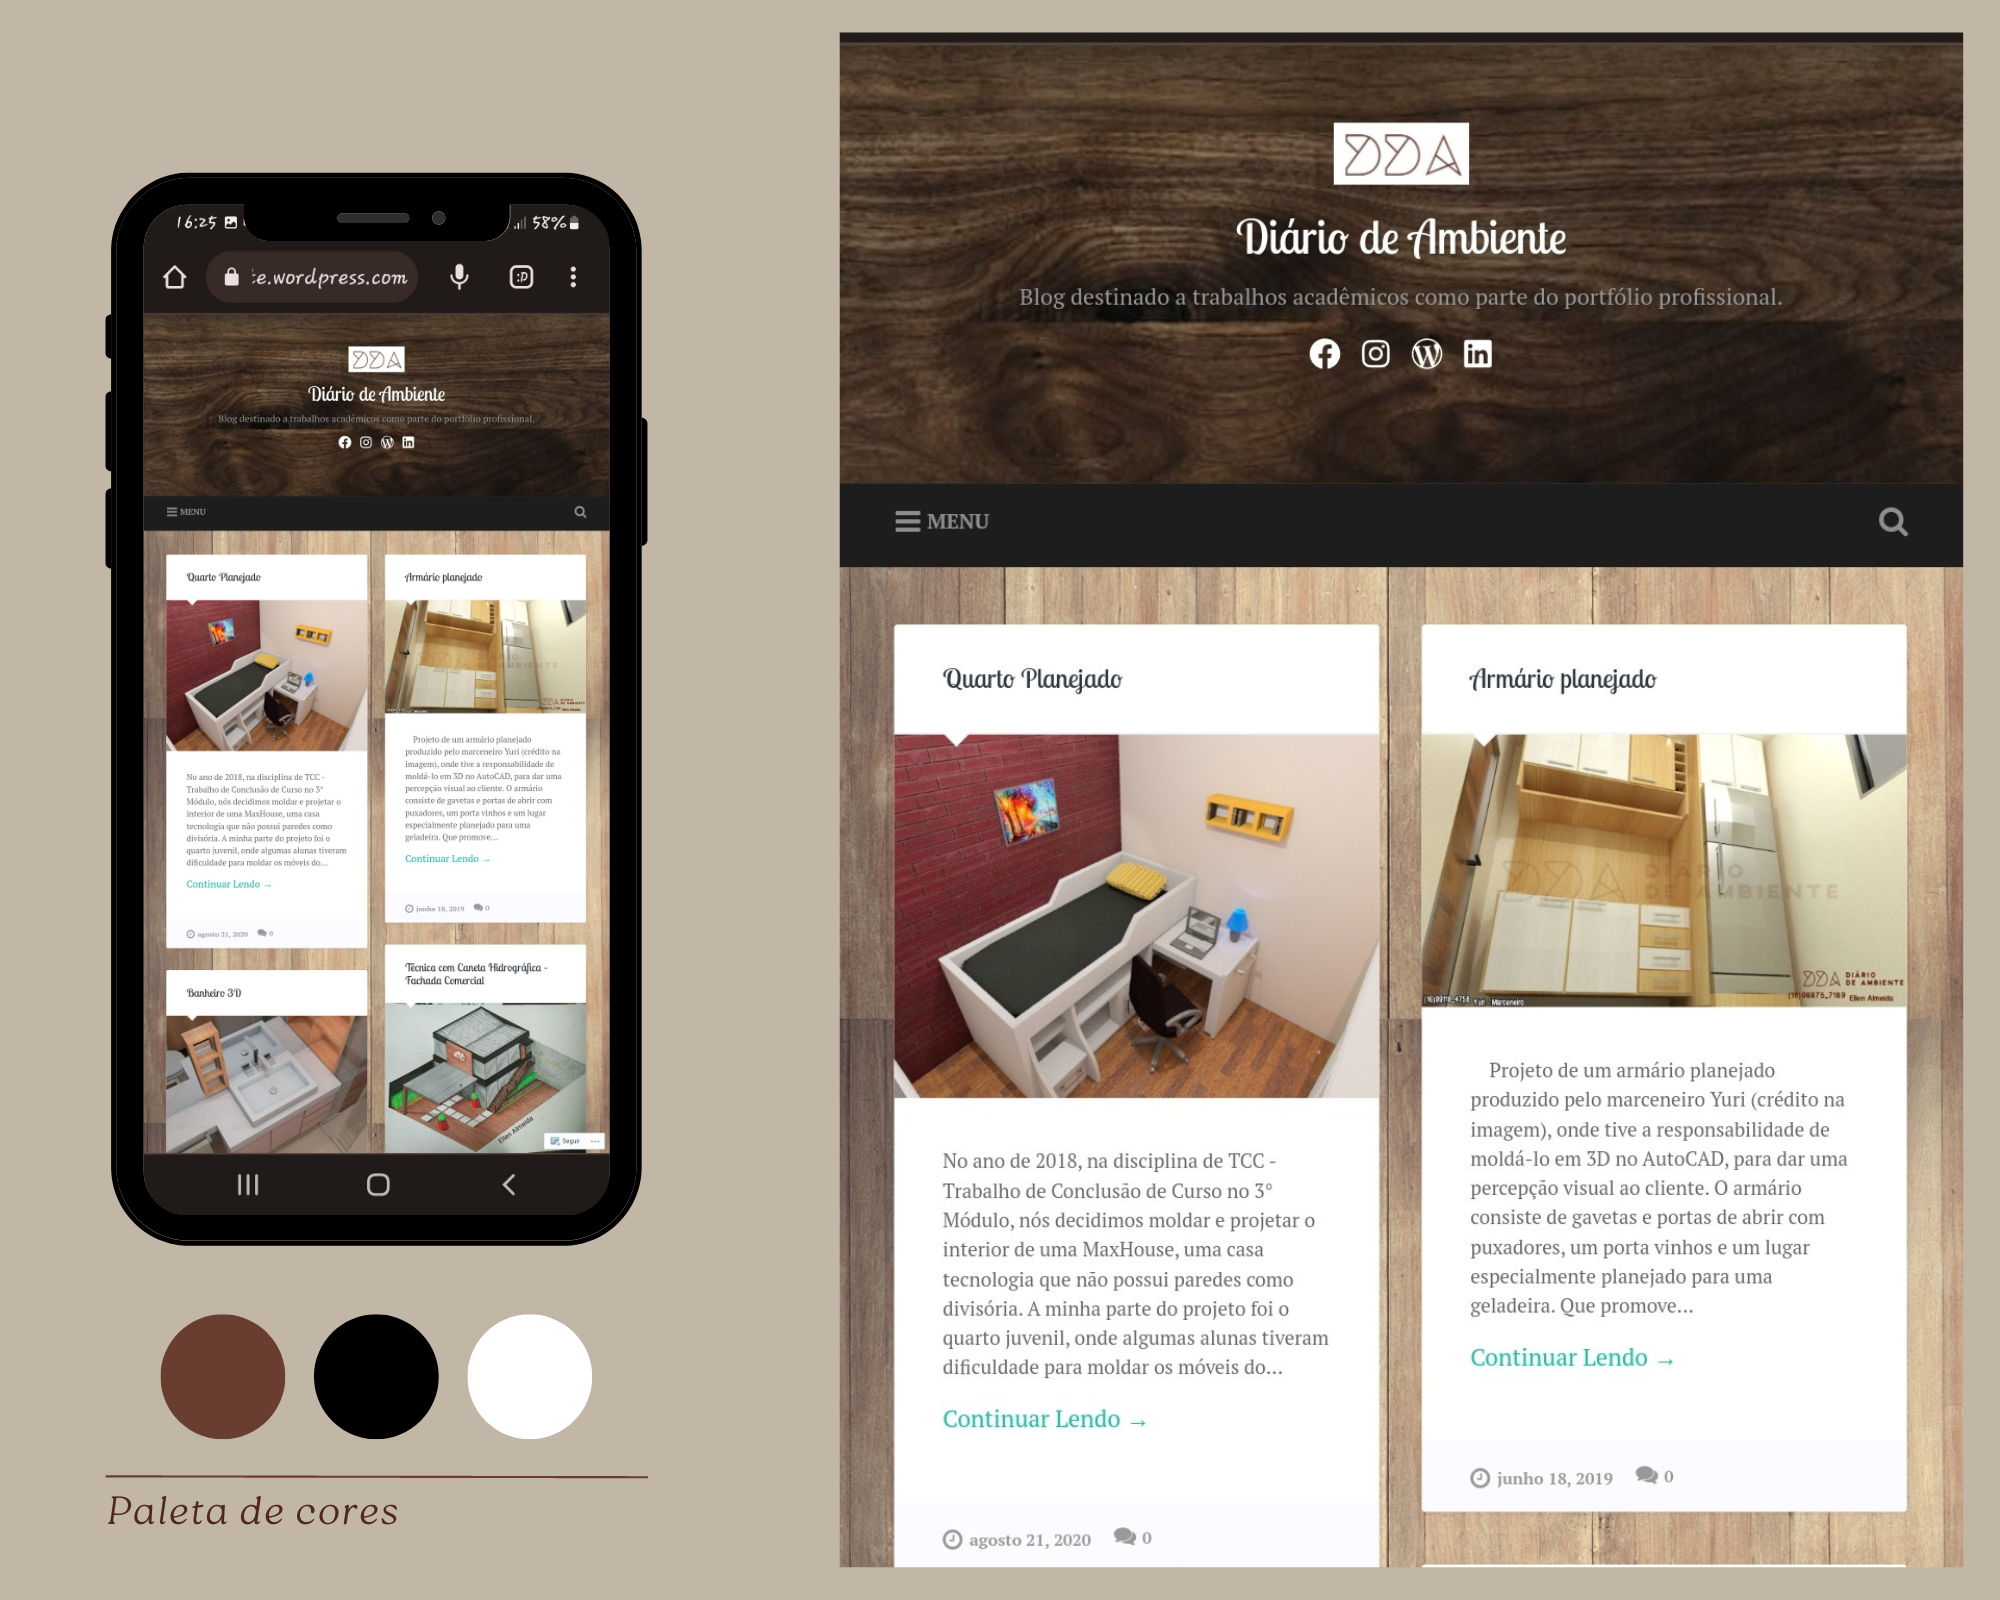 16:25
58%
e.wordpress.com
DDA
Diário de Ambiente
Blog destinado a trabalhos acadêmicos como parte do portfólio profissional.
MENU
Quarto Planejado
No ano de 2018, na disciplina de TCC -
Trabalho de Conclusão de Curso no 3°
Módulo, nós decidimos moldar e projetar o
interior de uma MaxHouse, uma casa
tecnologia que não possui paredes como
divisória. A minha parte do projeto foi o
quarto juvenil, onde algumas alunas tiveram
dificuldade para moldar os móveis do...
Continuar Lendo →
agosto 21, 2020 0
Banheiro 3D
Armário planejado
DDA DIÁRIO
DE AMBIENTE
Projeto de um armário planejado
produzido pelo marceneiro Yuri (crédito na
imagem), onde tive a responsabilidade de
moldá-lo em 3D no AutoCAD, para dar uma
percepção visual ao cliente. O armário
consiste de gavetas e portas de abrir com
puxadores, um porta vinhos e um lugar
especialmente planejado para uma
geladeira. Que promove...
Continuar Lendo →
junho 18, 2019 0
Técnica com Caneta Hidrográfica -
Fachada Comercial
Ellen Almeida
Seguir
Paleta de cores
DDA
Diário de Ambiente
Blog destinado a trabalhos acadêmicos como parte do portfólio profissional.
MENU
Quarto Planejado
No ano de 2018, na disciplina de TCC -
Trabalho de Conclusão de Curso no 3°
Módulo, nós decidimos moldar e projetar o
interior de uma MaxHouse, uma casa
tecnologia que não possui paredes como
divisória. A minha parte do projeto foi o
quarto juvenil, onde algumas alunas tiveram
dificuldade para moldar os móveis do...
Continuar Lendo →
agosto 21, 2020 0
Armário planejado
DDA DIÁRIO
DE AMBIENTE
DDA DIÁRIO
DE AMBIENTE
Yuri - Marceneiro
Ellen Almeida
Projeto de um armário planejado
produzido pelo marceneiro Yuri (crédito na
imagem), onde tive a responsabilidade de
moldá-lo em 3D no AutoCAD, para dar uma
percepção visual ao cliente. O armário
consiste de gavetas e portas de abrir com
puxadores, um porta vinhos e um lugar
especialmente planejado para uma
geladeira. Que promove...
Continuar Lendo →
junho 18, 2019 0